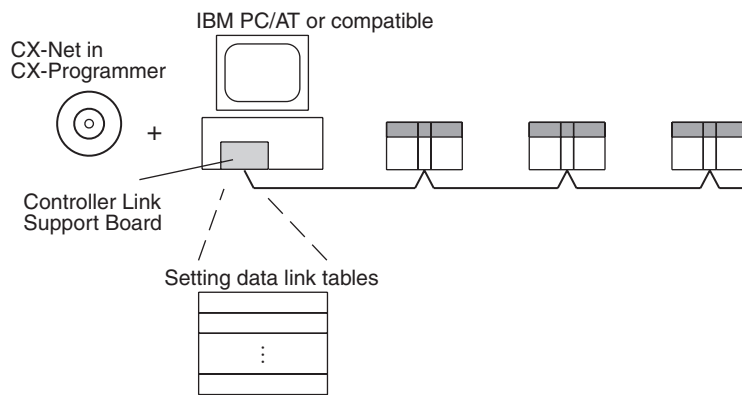 IBM PC/AT or compatible
CX-Net in
CX-Programmer
+
Controller Link
Support Board
Setting data link tables